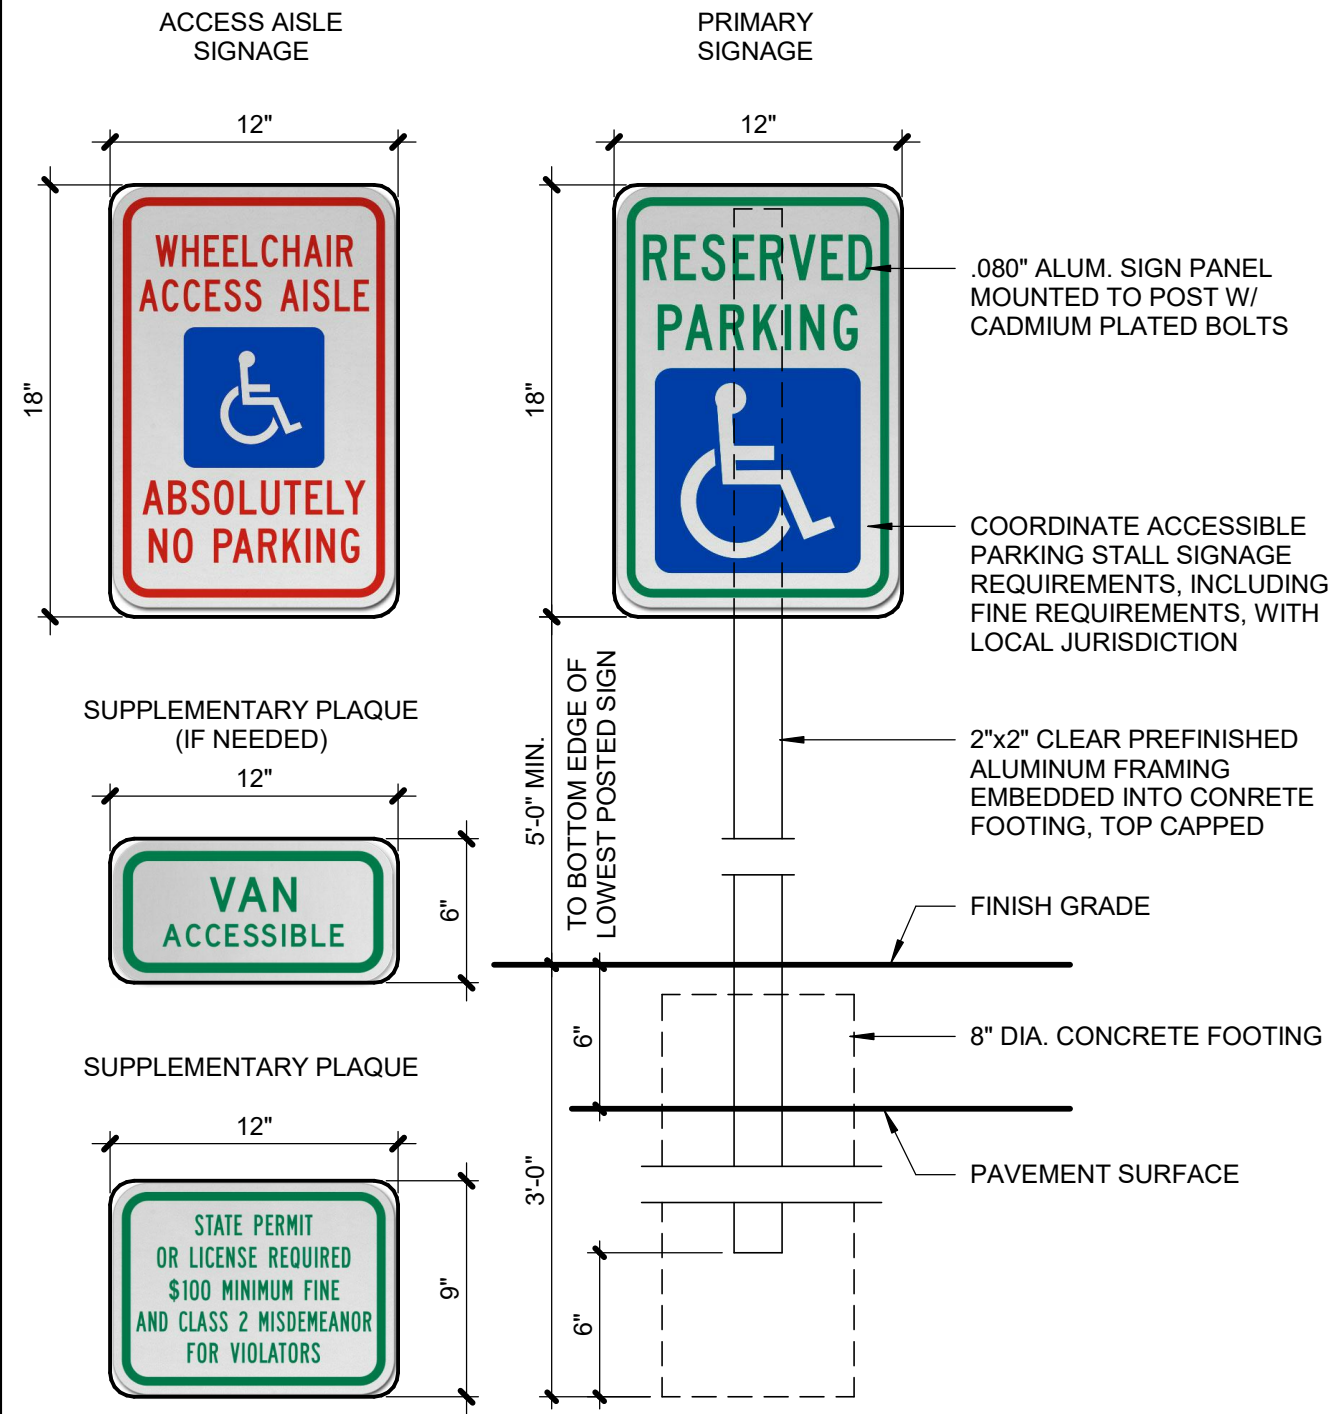 ACCESS AISLE
SIGNAGE
12"
18"
WHEELCHAIR
ACCESS AISLE
ABSOLUTELY
NO PARKING
SUPPLEMENTARY PLAQUE
(IF NEEDED)
12"
6"
VAN
ACCESSIBLE
SUPPLEMENTARY PLAQUE
12"
9"
STATE PERMIT
OR LICENSE REQUIRED
$100 MINIMUM FINE
AND CLASS 2 MISDEMEANOR
FOR VIOLATORS
PRIMARY
SIGNAGE
12"
18"
RESERVED
PARKING
5'-0" MIN.
TO BOTTOM EDGE OF
LOWEST POSTED SIGN
6"
3'-0"
6"
.080" ALUM. SIGN PANEL
MOUNTED TO POST W/
CADMIUM PLATED BOLTS
COORDINATE ACCESSIBLE
PARKING STALL SIGNAGE
REQUIREMENTS, INCLUDING
FINE REQUIREMENTS, WITH
LOCAL JURISDICTION
2"x2" CLEAR PREFINISHED
ALUMINUM FRAMING
EMBEDDED INTO CONRETE
FOOTING, TOP CAPPED
FINISH GRADE
8" DIA. CONCRETE FOOTING
PAVEMENT SURFACE